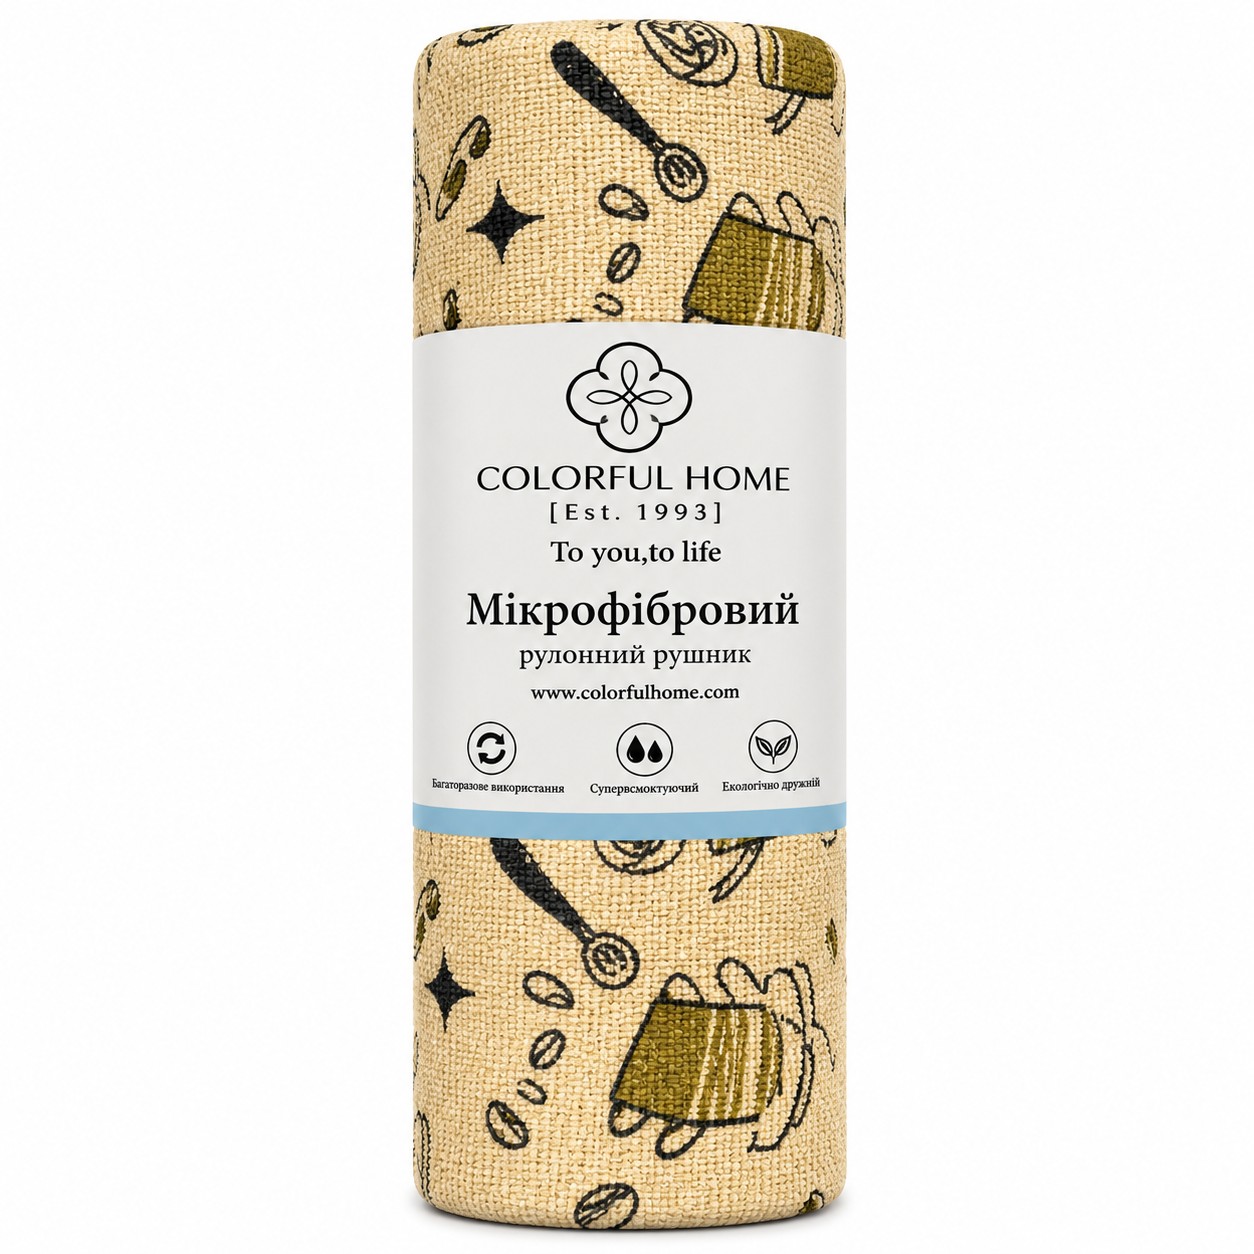 COLORFUL HOME
[Est. 1993]
To you,to life
Мікрофібровий
рулонний рушник
www.colorfulhome.com
Багаторазове використання
Супервсмоктуючий
Екологічно дружній